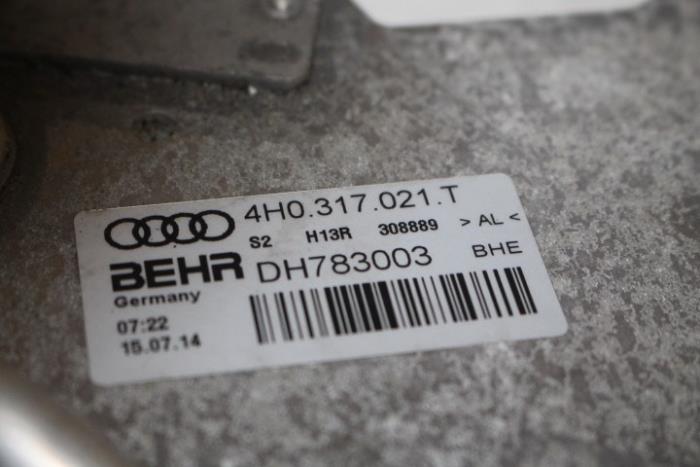 4H0.317.021.T
S2 H13R 308889 > AL <
BEHR DH783003 BHE
Germany
07:22
15.07.14